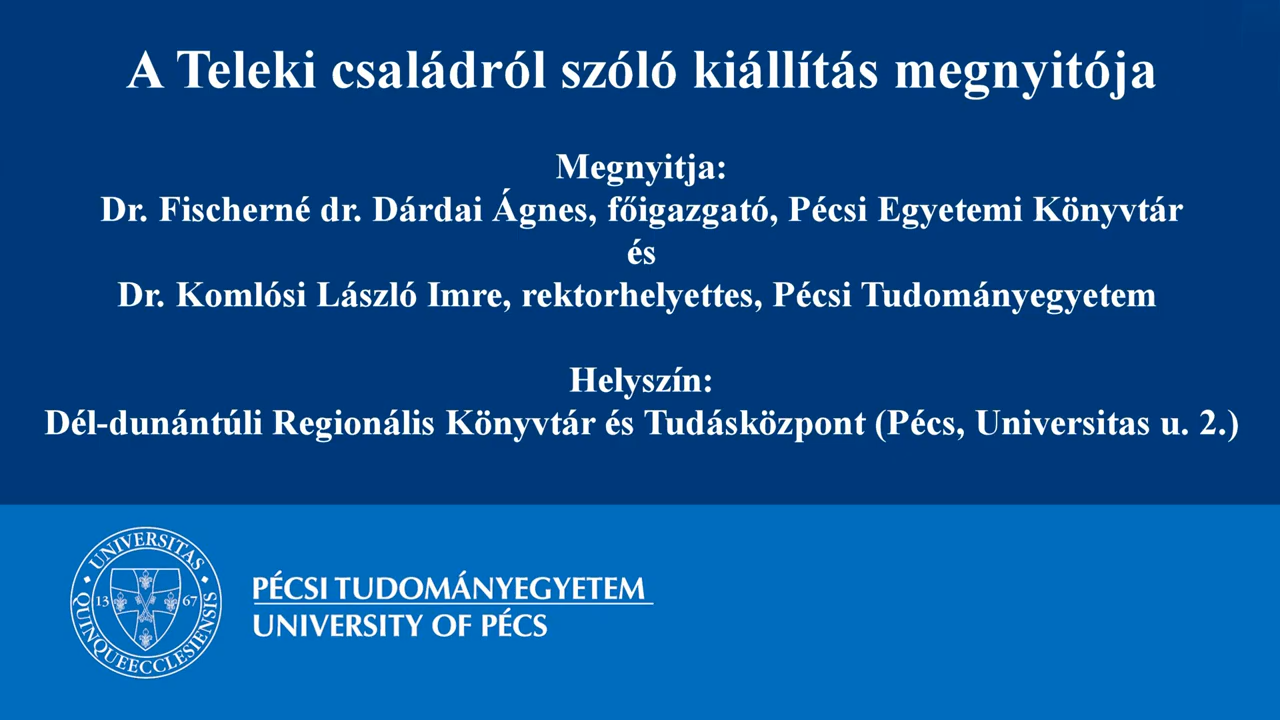 A Teleki családról szóló kiállítás megnyitója
Megnyitja:
Dr. Fischerné dr. Dárdai Ágnes, főigazgató, Pécsi Egyetemi Könyvtár
és
Dr. Komlósi László Imre, rektorhelyettes, Pécsi Tudományegyetem
Helyszín:
Dél-dunántúli Regionális Könyvtár és Tudásközpont (Pécs, Universitas u. 2.)
UNIVERSITAS
13 67
QUINQUEECCLESIENSIS
PÉCSI TUDOMÁNYEGYETEM
UNIVERSITY OF PÉCS